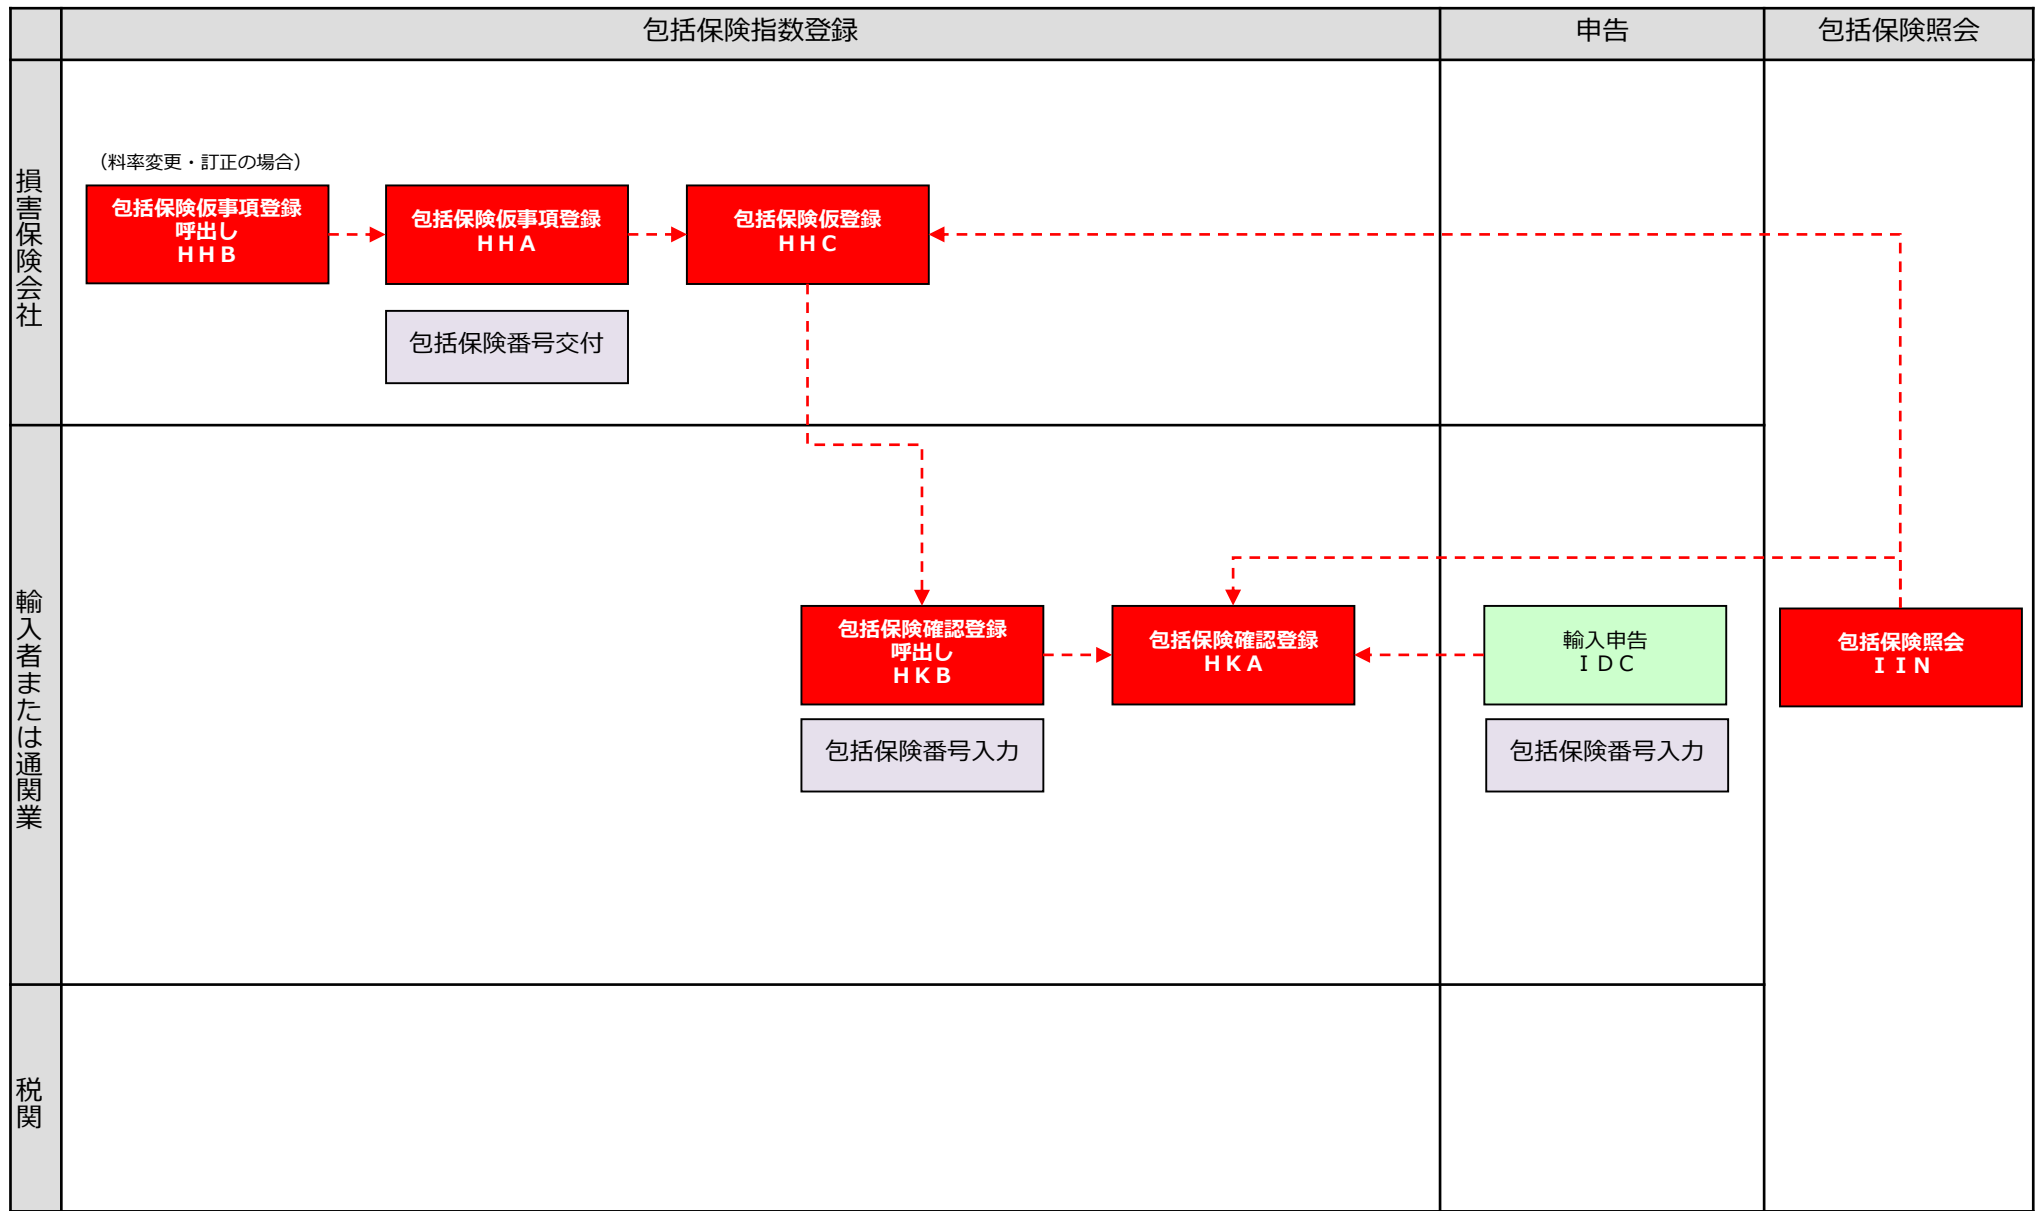 包括保険指数登録
申告
包括保険照会
損害保険会社
（料率変更・訂正の場合）
包括保険仮事項登録
呼出し
ＨＨＢ
包括保険仮事項登録
ＨＨＡ
包括保険仮登録
ＨＨＣ
包括保険番号交付
輸入者または通関業
包括保険確認登録
呼出し
ＨＫＢ
包括保険確認登録
ＨＫＡ
輸入申告
ＩＤＣ
包括保険照会
ＩＩＮ
包括保険番号入力
包括保険番号入力
税関